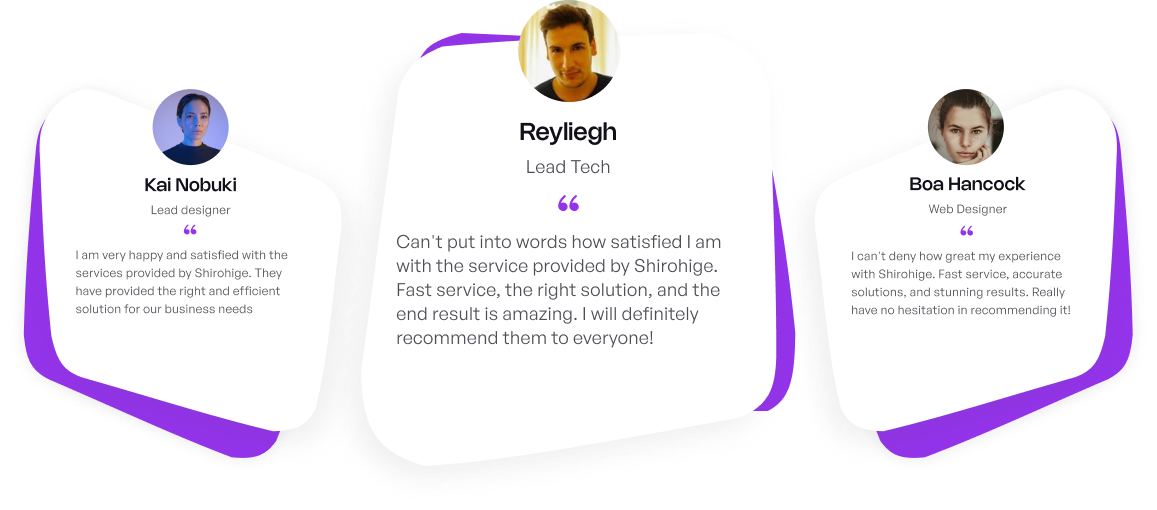 Kai Nobuki
Lead designer
“
I am very happy and satisfied with the
services provided by Shirohige. They
have provided the right and efficient
solution for our business needs
Reyliegh
Lead Tech
“
Can't put into words how satisfied I am
with the service provided by Shirohige.
Fast service, the right solution, and the
end result is amazing. I will definitely
recommend them to everyone!
Boa Hancock
Web Designer
“
I can't deny how great my experience
with Shirohige. Fast service, accurate
solutions, and stunning results. Really
have no hesitation in recommending it!